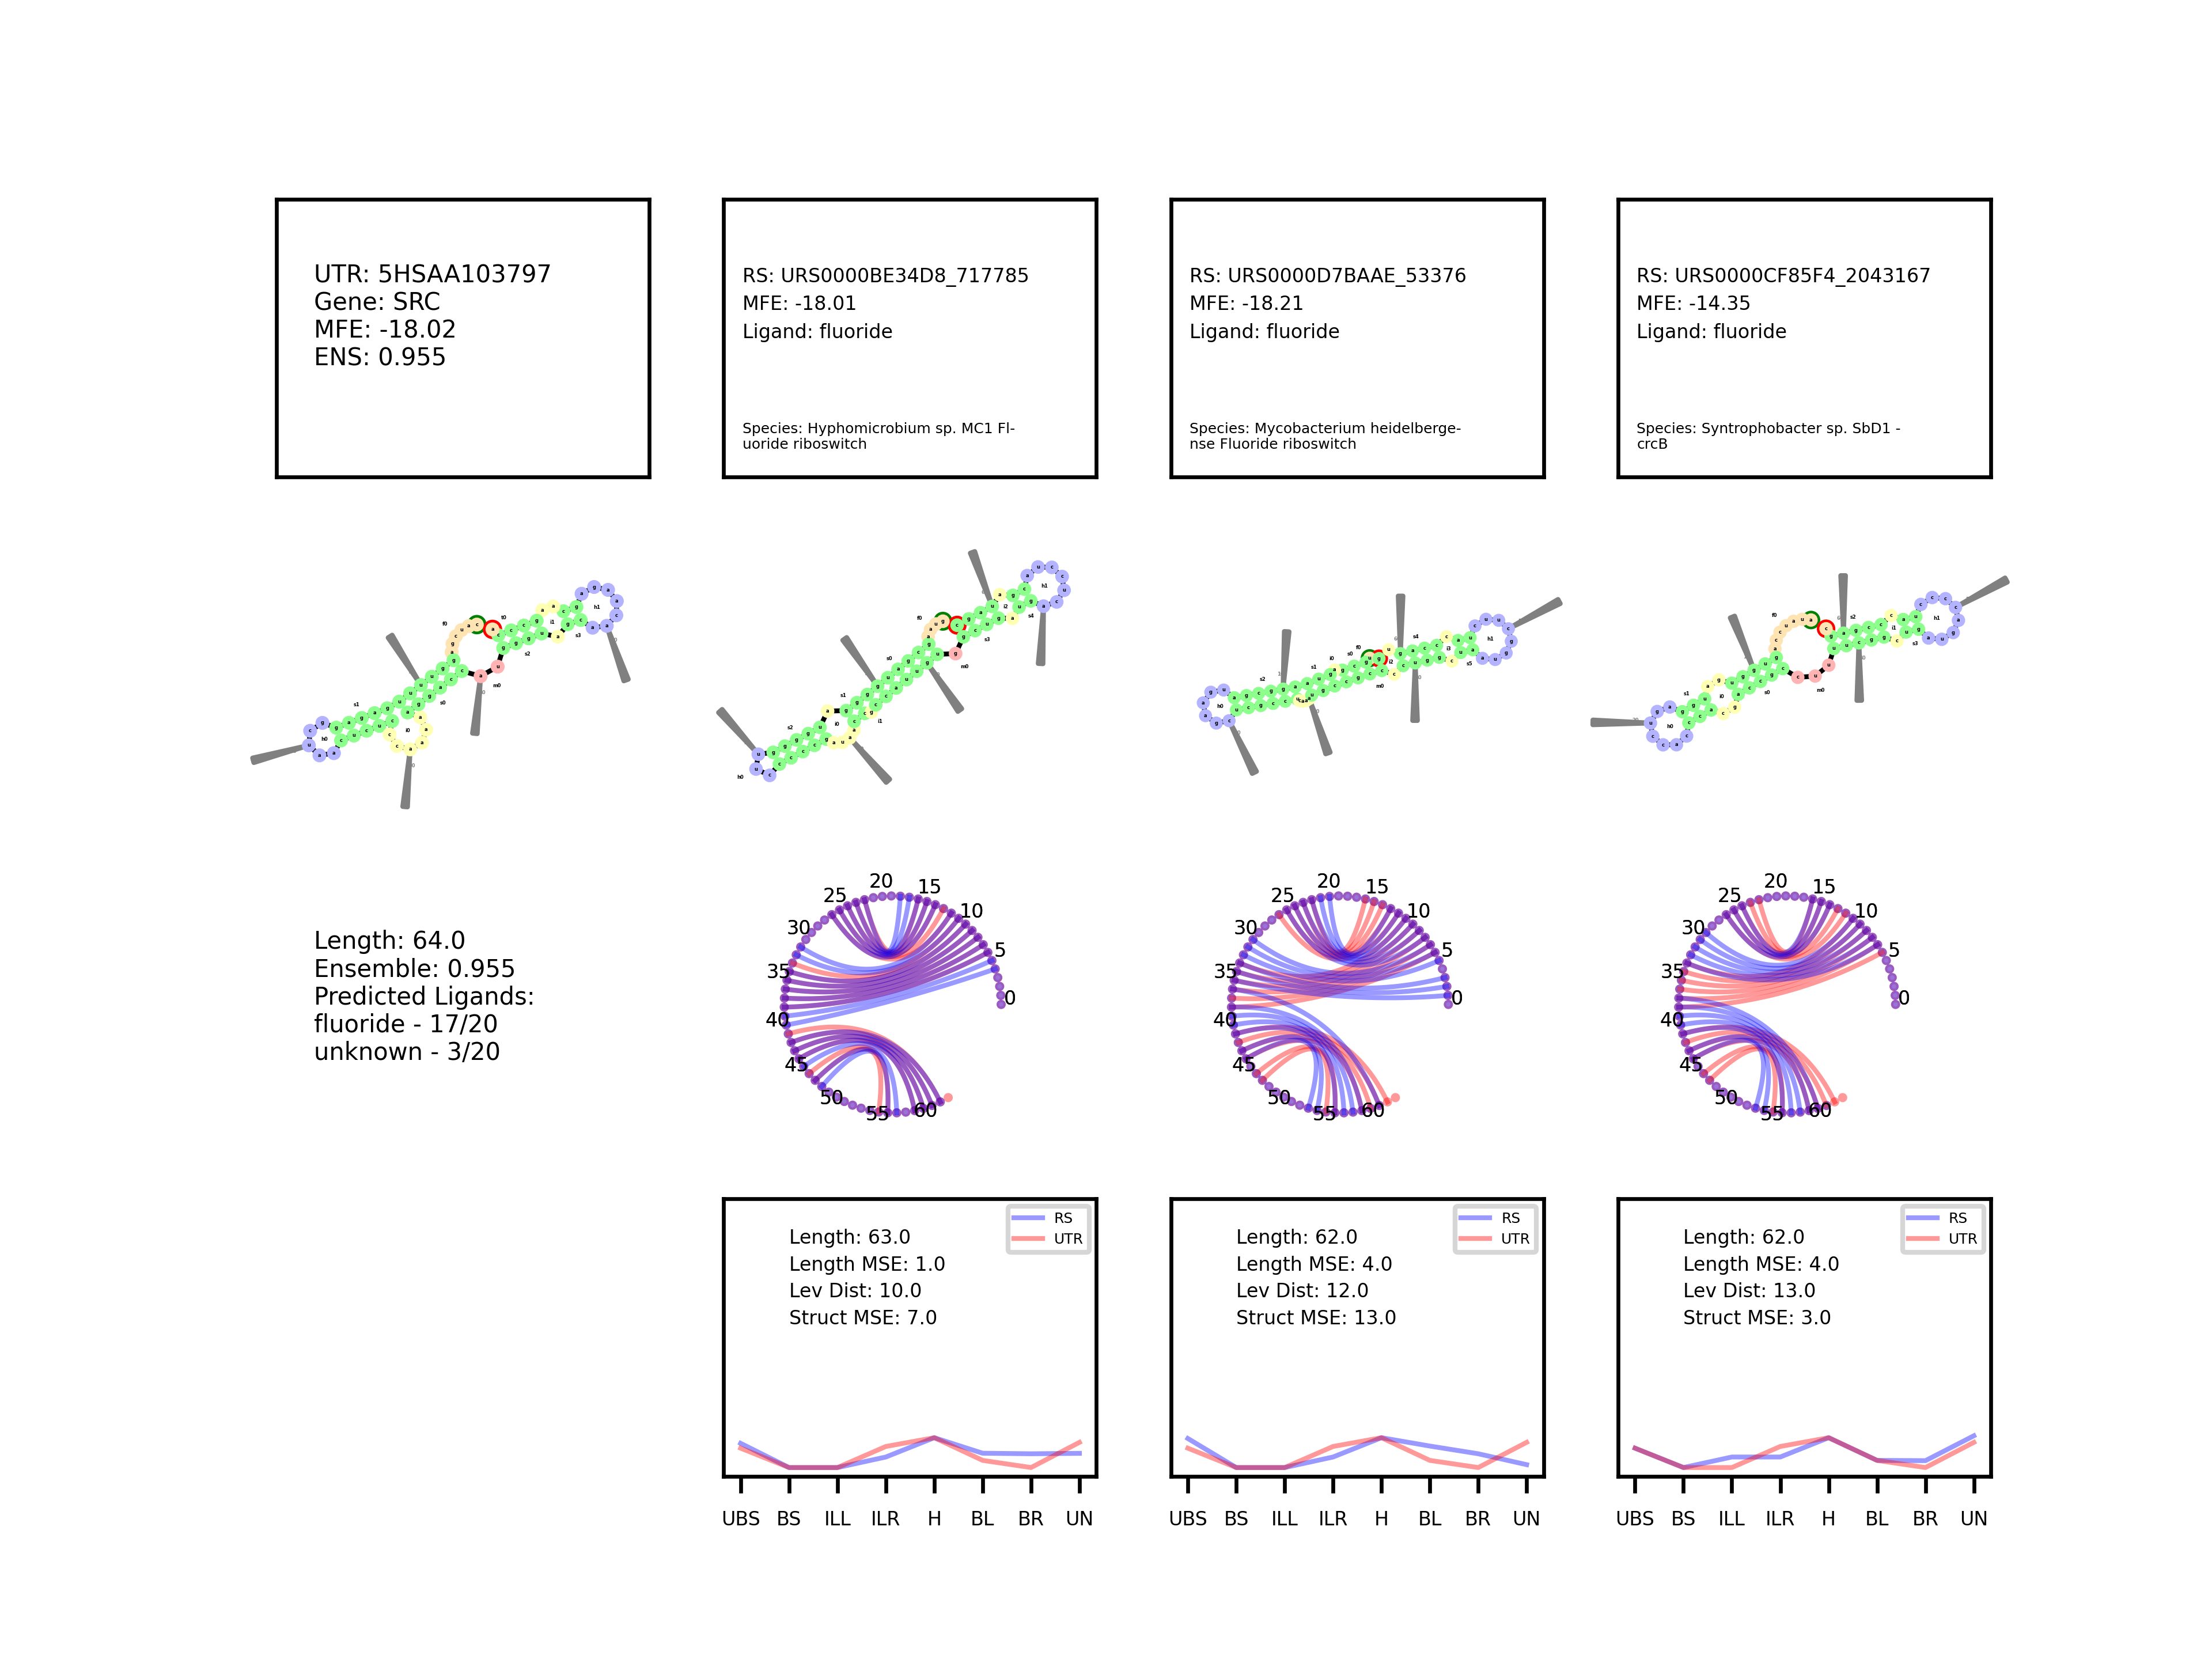 UTR: 5HSAA103797
Gene: SRC
MFE: -18.02
ENS: 0.955
RS: URS0000BE34D8_717785
MFE: -18.01
Ligand: fluoride
Species: Hyphomicrobium sp. MC1 Fl-
uoride riboswitch
RS: URS0000D7BAAE_53376
MFE: -18.21
Ligand: fluoride
Species: Mycobacterium heidelberge-
nse Fluoride riboswitch
RS: URS0000CF85F4_2043167
MFE: -14.35
Ligand: fluoride
Species: Syntrophobacter sp. SbD1 -
crcB
Length: 64.0
Ensemble: 0.955
Predicted Ligands:
fluoride - 17/20
unknown - 3/20
0
5
10
15
20
25
30
35
40
45
50
55
60
0
5
10
15
20
25
30
35
40
45
50
55
60
0
5
10
15
20
25
30
35
40
45
50
55
60
Length: 63.0
Length MSE: 1.0
Lev Dist: 10.0
Struct MSE: 7.0
RS
UTR
UBS BS ILL ILR H BL BR UN
Length: 62.0
Length MSE: 4.0
Lev Dist: 12.0
Struct MSE: 13.0
RS
UTR
UBS BS ILL ILR H BL BR UN
Length: 62.0
Length MSE: 4.0
Lev Dist: 13.0
Struct MSE: 3.0
RS
UTR
UBS BS ILL ILR H BL BR UN